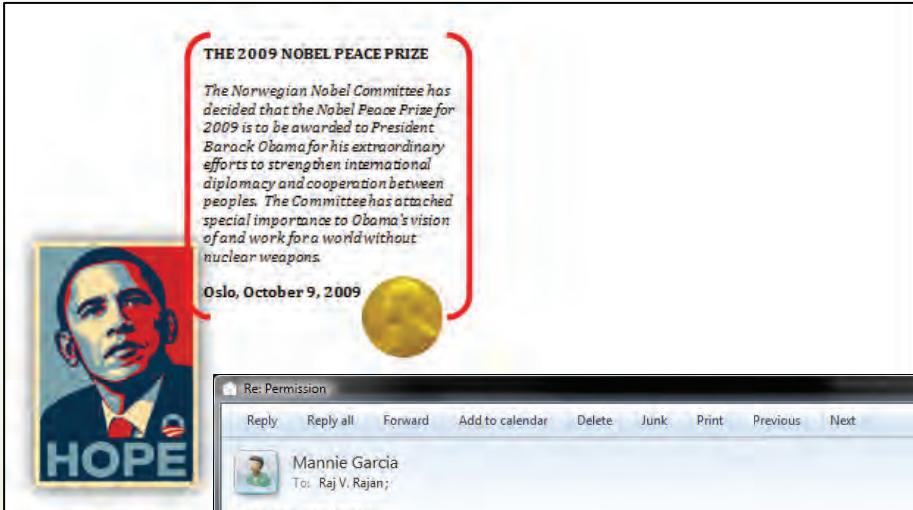 THE 2009 NOBEL PEACE PRIZE
The Norwegian Nobel Committee has
decided that the Nobel Peace Prize for
2009 is to be awarded to President
Barack Obama for his extraordinary
efforts to strengthen international
diplomacy and cooperation between
peoples. The Committee has attached
special importance to Obama's vision
of and work for a world without
nuclear weapons.
Oslo, October 9, 2009
HOPE
Re: Permission
Reply Reply all Forward Add to calendar Delete Junk Print Previous Next
Mannie Garcia
To: Raj V. Rajan;